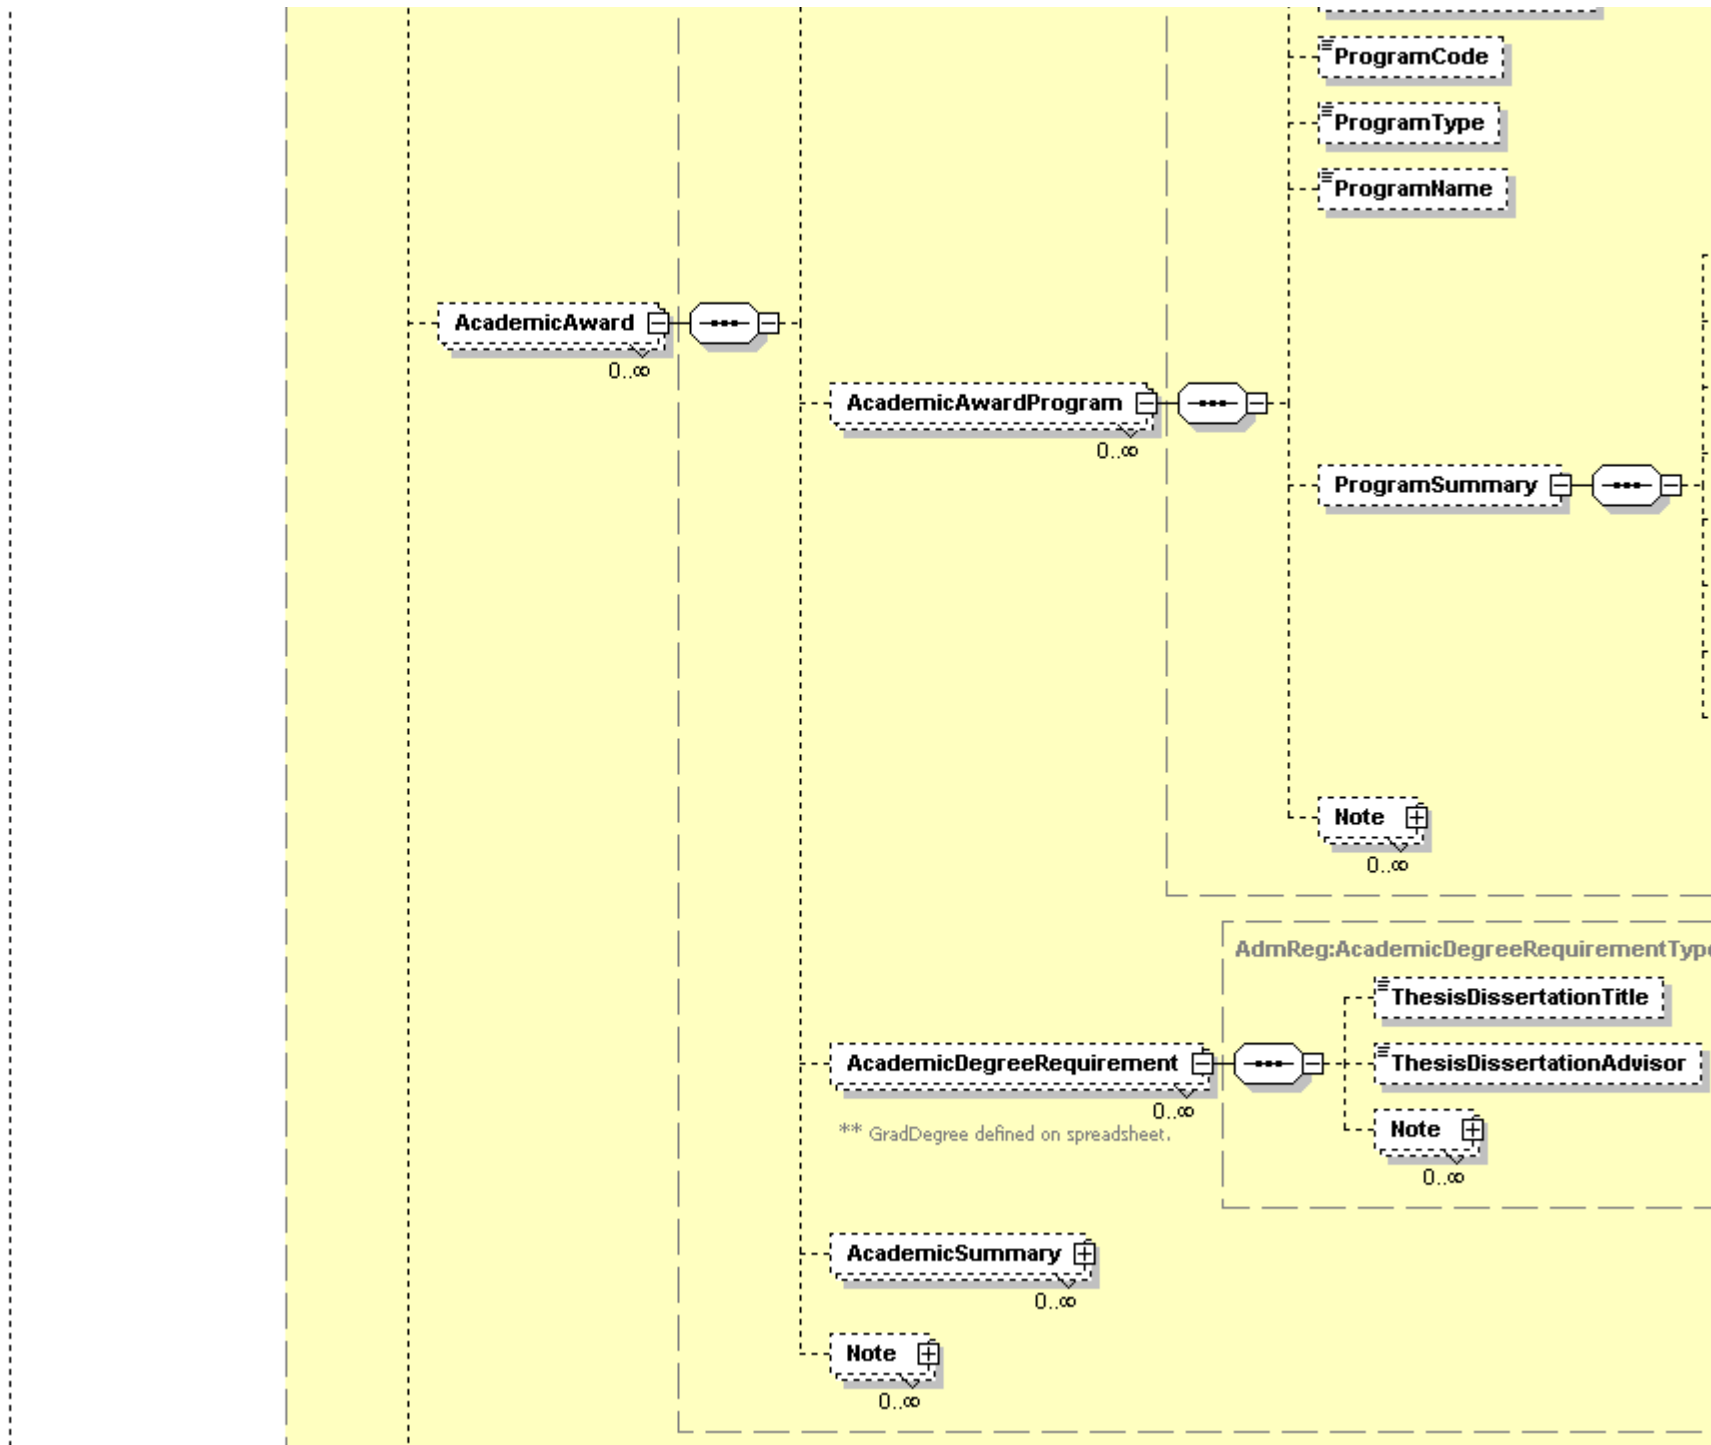 ProgramCode
ProgramType
ProgramName
AcademicAward
0..∞
AcademicAwardProgram
0..∞
ProgramSummary
Note
0..∞
AdmReg:AcademicDegreeRequirementType
ThesisDissertationTitle
AcademicDegreeRequirement
ThesisDissertationAdvisor
0..∞
** GradDegree defined on spreadsheet.
Note
0..∞
AcademicSummary
0..∞
Note
0..∞